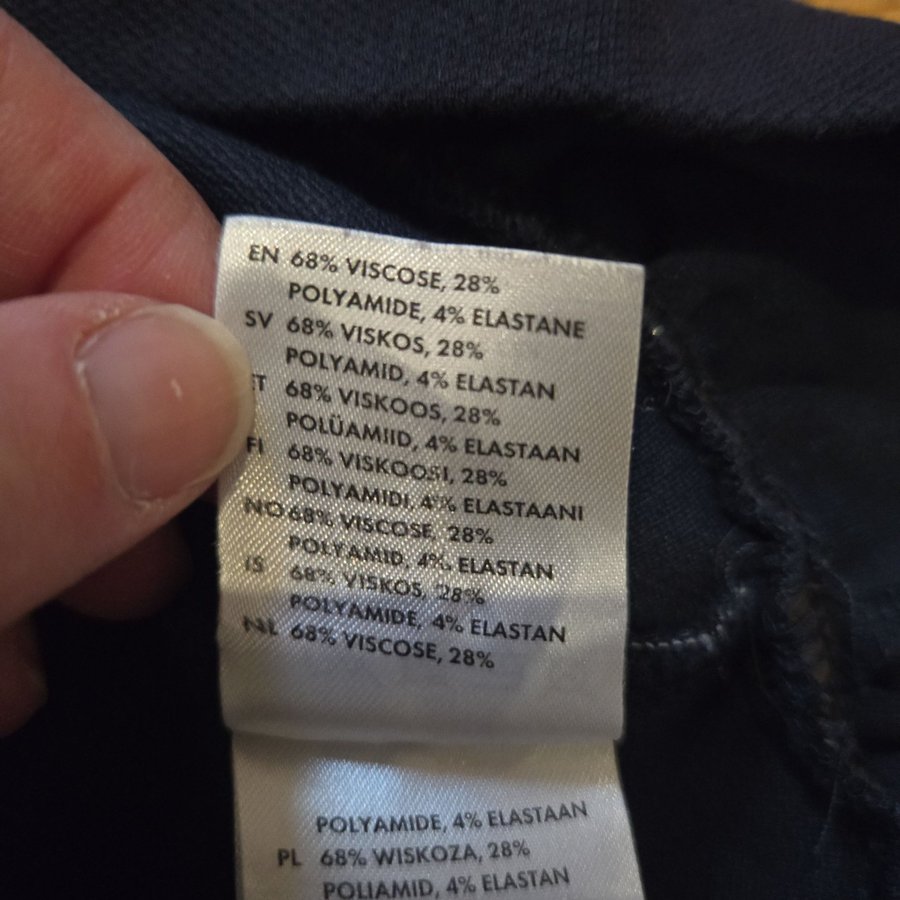 EN 68% VISCOSE, 28%
POLYAMIDE, 4% ELASTANE
SV 68% VISKOS, 28%
POLYAMID, 4% ELASTAN
ET 68% VISKOOS, 28%
POLÜAMIID, 4% ELASTAAN
FI 68% VISKOOSI, 28%
POLYAMIDI, 4% ELASTAANI
NO 68% VISCOSE, 28%
POLYAMID, 4% ELASTAN
IS 68% VISKOS, 28%
POLYAMIDE, 4% ELASTAN
NL 68% VISCOSE, 28%
POLYAMIDE, 4% ELASTAAN
PL 68% WISKOZA, 28%
POLIAMID, 4% ELASTAN